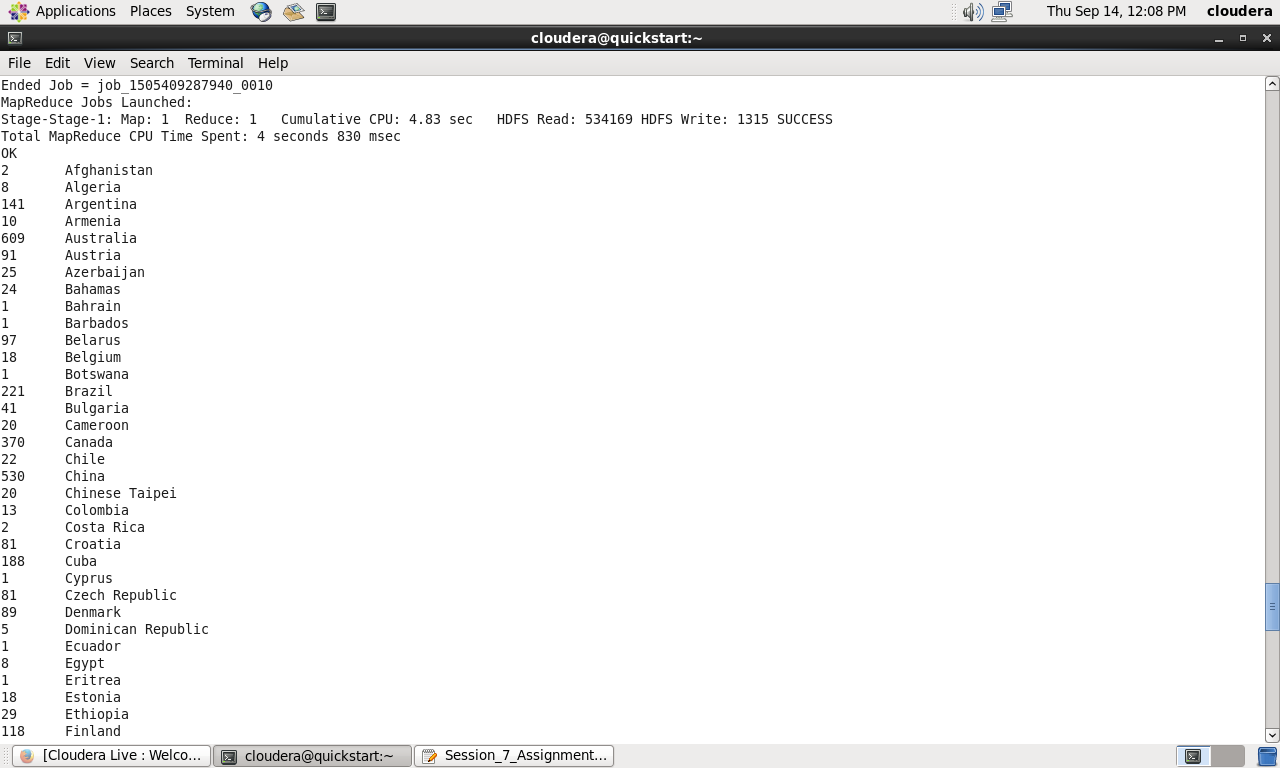 Applications Places System Thu Sep 14, 12:08 PM cloudera
cloudera@quickstart:~
File Edit View Search Terminal Help
Ended Job = job_1505409287940_0010
MapReduce Jobs Launched:
Stage-Stage-1: Map: 1  Reduce: 1   Cumulative CPU: 4.83 sec   HDFS Read: 534169 HDFS Write: 1315 SUCCESS
Total MapReduce CPU Time Spent: 4 seconds 830 msec
OK
2	Afghanistan
8	Algeria
141	Argentina
10	Armenia
609	Australia
91	Austria
25	Azerbaijan
24	Bahamas
1	Bahrain
1	Barbados
97	Belarus
18	Belgium
1	Botswana
221	Brazil
41	Bulgaria
20	Cameroon
370	Canada
22	Chile
530	China
20	Chinese Taipei
13	Colombia
2	Costa Rica
81	Croatia
188	Cuba
1	Cyprus
81	Czech Republic
89	Denmark
5	Dominican Republic
1	Ecuador
8	Egypt
1	Eritrea
18	Estonia
29	Ethiopia
118	Finland
[Cloudera Live : Welco... cloudera@quickstart:~ Session_7_Assignment...